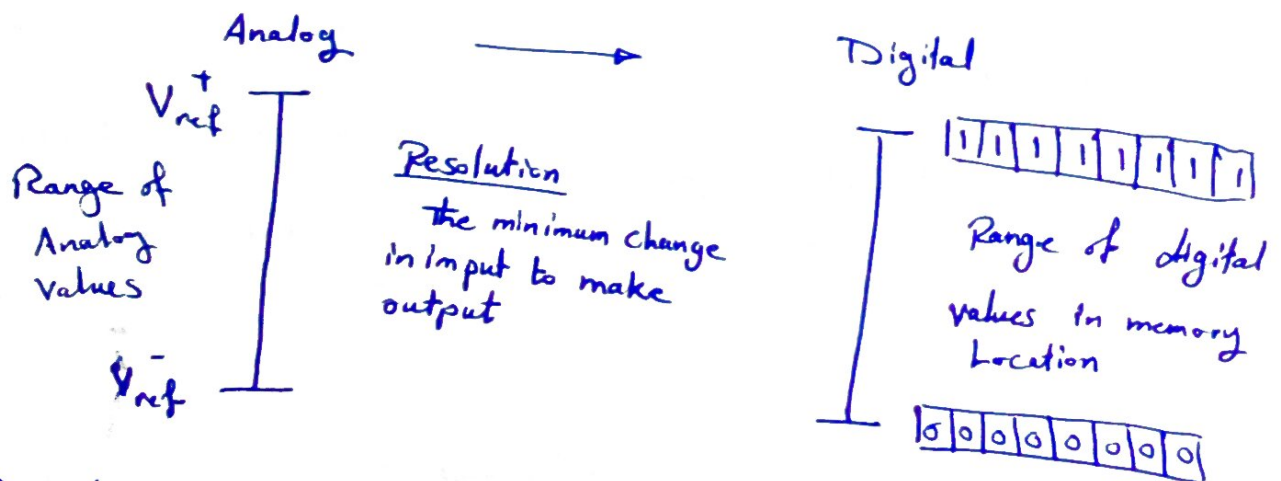 Analog
Digital
V ref +
1 1 1 1 1 1 1 1
Range of
Analog
values
Resolution
The minimum change
in input to make
output
Range of digital
values in memory
Location
V ref -
0 0 0 0 0 0 0 0